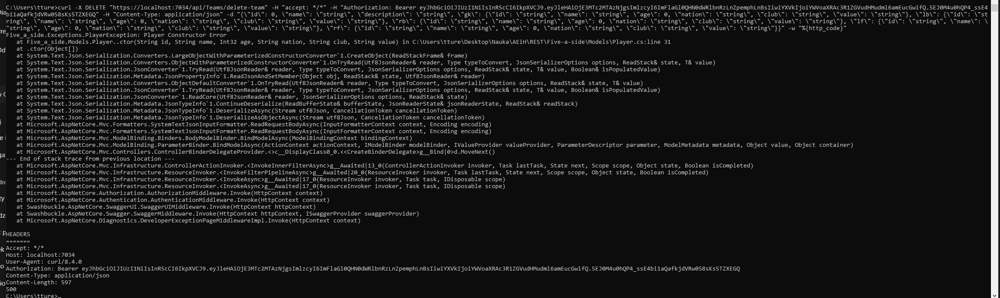 C:\Users\tture>curl -X DELETE "https://localhost:7034/api/Teams/delete-team" -H "accept: */*" -H "Authorization: Bearer eyJhbGciOiJIUzI1NiIsInR5cCI6IkpXVCJ9.eyJleHAiOjE3MTc2MTAzNjgsImlzcyI6ImFlaGl0QHN0dWRlbnRzLnZpemphLnBsIiwiYXVkIjoiYWVoaXRAc3R1ZGVudHMudml6amEucGwifQ.5EJ0M4u0hQP4_ssE4
bi1aQafkjdVRw0S8sKs5TZXEGQ" -H "Content-Type: application/json" -d "{\"id\": 0, \"name\": \"string\", \"description\": \"string\", \"gk\": {\"id\": \"string\", \"name\": \"string\", \"age\": 0, \"nation\": \"string\", \"club\": \"string\", \"value\": \"string\"}, \"lb\": {\"id\": \"st
ring\", \"name\": \"string\", \"age\": 0, \"nation\": \"string\", \"club\": \"string\", \"value\": \"string\"}, \"rb\": {\"id\": \"string\", \"name\": \"string\", \"age\": 0, \"nation\": \"string\", \"club\": \"string\", \"value\": \"string\"}, \"lf\": {\"id\": \"string\", \"name\": \
"string\", \"age\": 0, \"nation\": \"string\", \"club\": \"string\", \"value\": \"string\"}, \"rf\": {\"id\": \"string\", \"name\": \"string\", \"age\": 0, \"nation\": \"string\", \"club\": \"string\", \"value\": \"string\"}}" -w "%{http_code}"
Five_a_side.Exceptions.PlayerException: Player Constructor Error
at Five_a_side.Models.Player..ctor(String id, String name, Int32 age, String nation, String club, String value) in C:\Users\tture\Desktop\Nauka\AEiH\REST\Five-a-side\Models\Player.cs:line 31
at .ctor(Object[])
at System.Text.Json.Serialization.Converters.LargeObjectWithParameterizedConstructorConverter`1.CreateObject(ReadStackFrame& frame)
at System.Text.Json.Serialization.Converters.ObjectWithParameterizedConstructorConverter`1.OnTryRead(Utf8JsonReader& reader, Type typeToConvert, JsonSerializerOptions options, ReadStack& state, T& value)
at System.Text.Json.Serialization.JsonConverter`1.TryRead(Utf8JsonReader& reader, Type typeToConvert, JsonSerializerOptions options, ReadStack& state, T& value, Boolean& isPopulatedValue)
at System.Text.Json.Serialization.Metadata.JsonPropertyInfo`1.ReadJsonAndSetMember(Object obj, ReadStack& state, Utf8JsonReader& reader)
at System.Text.Json.Serialization.Converters.ObjectDefaultConverter`1.OnTryRead(Utf8JsonReader& reader, Type typeToConvert, JsonSerializerOptions options, ReadStack& state, T& value)
at System.Text.Json.Serialization.JsonConverter`1.TryRead(Utf8JsonReader& reader, Type typeToConvert, JsonSerializerOptions options, ReadStack& state, T& value, Boolean& isPopulatedValue)
at System.Text.Json.Serialization.JsonConverter`1.ReadCore(Utf8JsonReader& reader, JsonSerializerOptions options, ReadStack& state)
at System.Text.Json.Serialization.Metadata.JsonTypeInfo`1.ContinueDeserialize(ReadBufferState& bufferState, JsonReaderState& jsonReaderState, ReadStack& readStack)
at System.Text.Json.Serialization.Metadata.JsonTypeInfo`1.DeserializeAsync(Stream utf8Json, CancellationToken cancellationToken)
at System.Text.Json.Serialization.Metadata.JsonTypeInfo`1.DeserializeAsObjectAsync(Stream utf8Json, CancellationToken cancellationToken)
at Microsoft.AspNetCore.Mvc.Formatters.SystemTextJsonInputFormatter.ReadRequestBodyAsync(InputFormatterContext context, Encoding encoding)
at Microsoft.AspNetCore.Mvc.Formatters.SystemTextJsonInputFormatter.ReadRequestBodyAsync(InputFormatterContext context, Encoding encoding)
at Microsoft.AspNetCore.Mvc.ModelBinding.Binders.BodyModelBinder.BindModelAsync(ModelBindingContext bindingContext)
at Microsoft.AspNetCore.Mvc.ModelBinding.ParameterBinder.BindModelAsync(ActionContext actionContext, IModelBinder modelBinder, IValueProvider valueProvider, ParameterDescriptor parameter, ModelMetadata metadata, Object value, Object container)
at Microsoft.AspNetCore.Mvc.Controllers.ControllerBinderDelegateProvider.<>c__DisplayClass0_0.<<CreateBinderDelegate>g__Bind|0>d.MoveNext()
--- End of stack trace from previous location ---
at Microsoft.AspNetCore.Mvc.Infrastructure.ControllerActionInvoker.<InvokeInnerFilterAsync>g__Awaited|13_0(ControllerActionInvoker invoker, Task lastTask, State next, Scope scope, Object state, Boolean isCompleted)
at Microsoft.AspNetCore.Mvc.Infrastructure.ResourceInvoker.<InvokeFilterPipelineAsync>g__Awaited|20_0(ResourceInvoker invoker, Task lastTask, State next, Scope scope, Object state, Boolean isCompleted)
at Microsoft.AspNetCore.Mvc.Infrastructure.ResourceInvoker.<InvokeAsync>g__Awaited|17_0(ResourceInvoker invoker, Task task, IDisposable scope)
at Microsoft.AspNetCore.Mvc.Infrastructure.ResourceInvoker.<InvokeAsync>g__Awaited|17_0(ResourceInvoker invoker, Task task, IDisposable scope)
at Microsoft.AspNetCore.Authorization.AuthorizationMiddleware.Invoke(HttpContext context)
at Microsoft.AspNetCore.Authentication.AuthenticationMiddleware.Invoke(HttpContext context)
at Swashbuckle.AspNetCore.SwaggerUI.SwaggerUIMiddleware.Invoke(HttpContext httpContext)
at Swashbuckle.AspNetCore.Swagger.SwaggerMiddleware.Invoke(HttpContext httpContext, ISwaggerProvider swaggerProvider)
at Microsoft.AspNetCore.Diagnostics.DeveloperExceptionPageMiddlewareImpl.Invoke(HttpContext context)
HEADERS
=======
Accept: */*
Host: localhost:7034
User-Agent: curl/8.4.0
Authorization: Bearer eyJhbGciOiJIUzI1NiIsInR5cCI6IkpXVCJ9.eyJleHAiOjE3MTc2MTAzNjgsImlzcyI6ImFlaGl0QHN0dWRlbnRzLnZpemphLnBsIiwiYXVkIjoiYWVoaXRAc3R1ZGVudHMudml6amEucGwifQ.5EJ0M4u0hQP4_ssE4bi1aQafkjdVRw0S8sKs5TZXEGQ
Content-Type: application/json
Content-Length: 597
500
C:\Users\tture>_